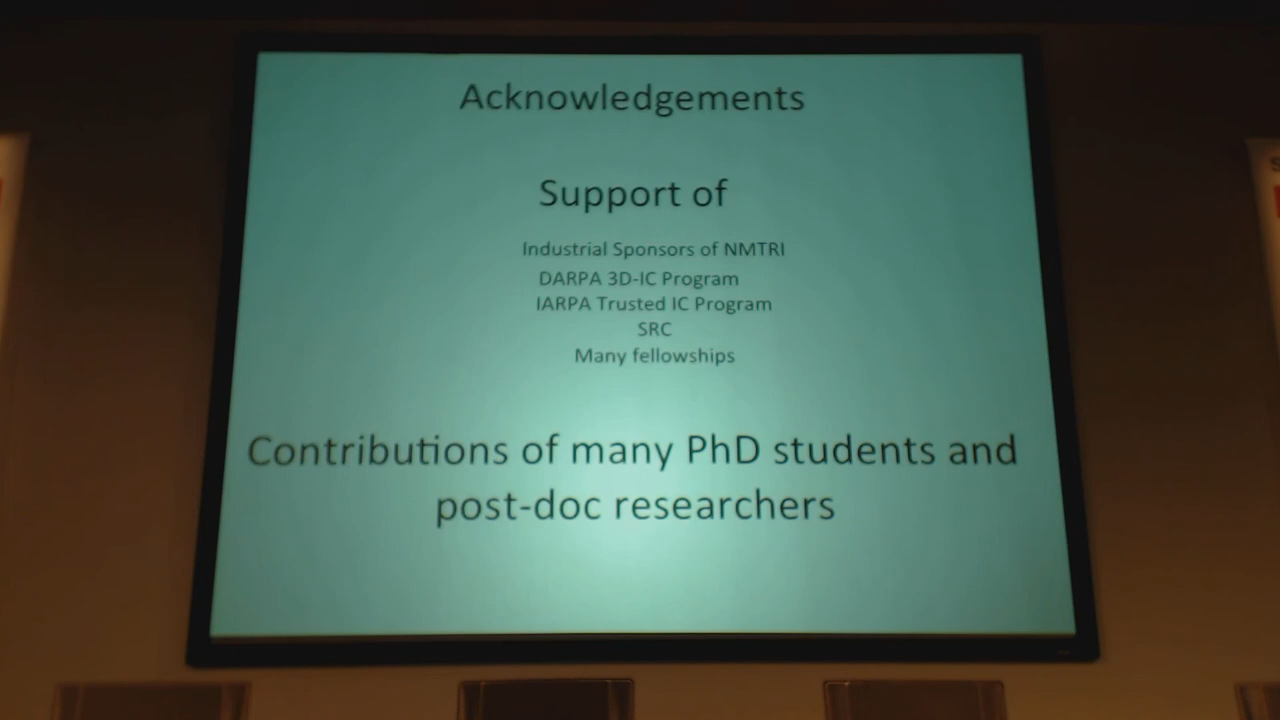 Acknowledgements
Support of
Industrial Sponsors of NMTRI
DARPA 3D-IC Program
IARPA Trusted IC Program
SRC
Many fellowships
Contributions of many PhD students and
post-doc researchers